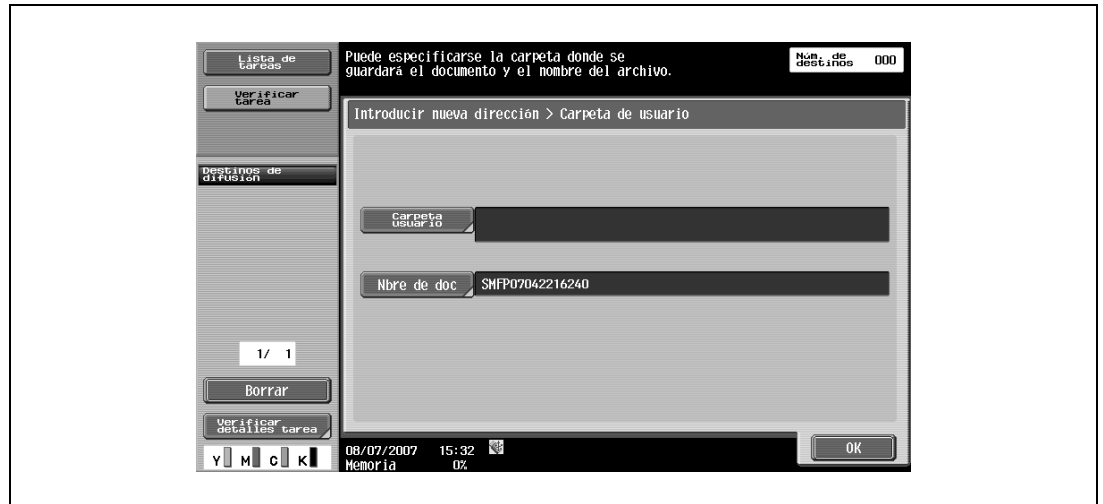 Lista de
tareas
Verificar
tarea
Puede especificarse la carpeta donde se
guardará el documento y el nombre del archivo.
Núm. de
destinos
000
Introducir nueva dirección > Carpeta de usuario
Destinos de
difusión
Carpeta
usuario
Nbre de doc
SMFP07042216240
1/ 1
Borrar
Verificar
detalles tarea
Y M C K
08/07/2007 15:32
Memoria 0%
OK